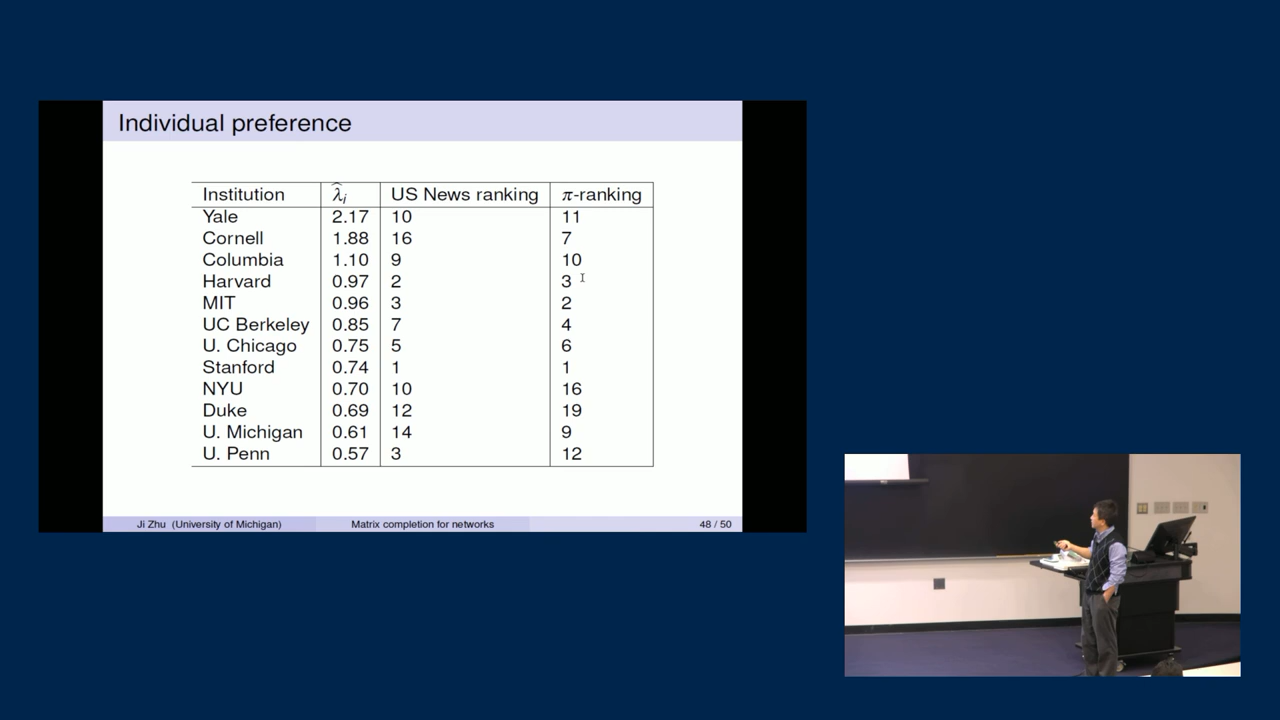 Individual preference
Institution λ̂ᵢ US News ranking π-ranking
Yale 2.17 10 11
Cornell 1.88 16 7
Columbia 1.10 9 10
Harvard 0.97 2 3
MIT 0.96 3 2
UC Berkeley 0.85 7 4
U. Chicago 0.75 5 6
Stanford 0.74 1 1
NYU 0.70 10 16
Duke 0.69 12 19
U. Michigan 0.61 14 9
U. Penn 0.57 3 12
Ji Zhu (University of Michigan) Matrix completion for networks 48 / 50